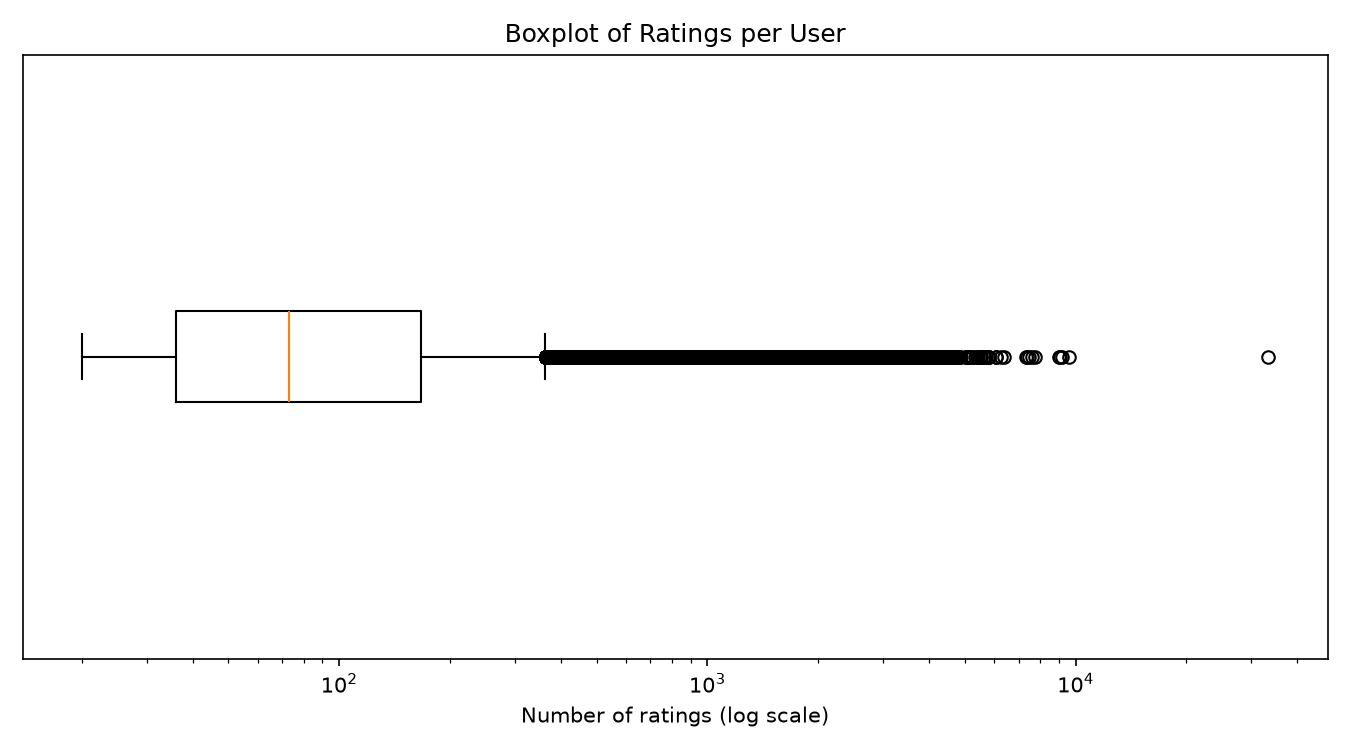 Boxplot of Ratings per User
10² 10³ 10⁴
Number of ratings (log scale)